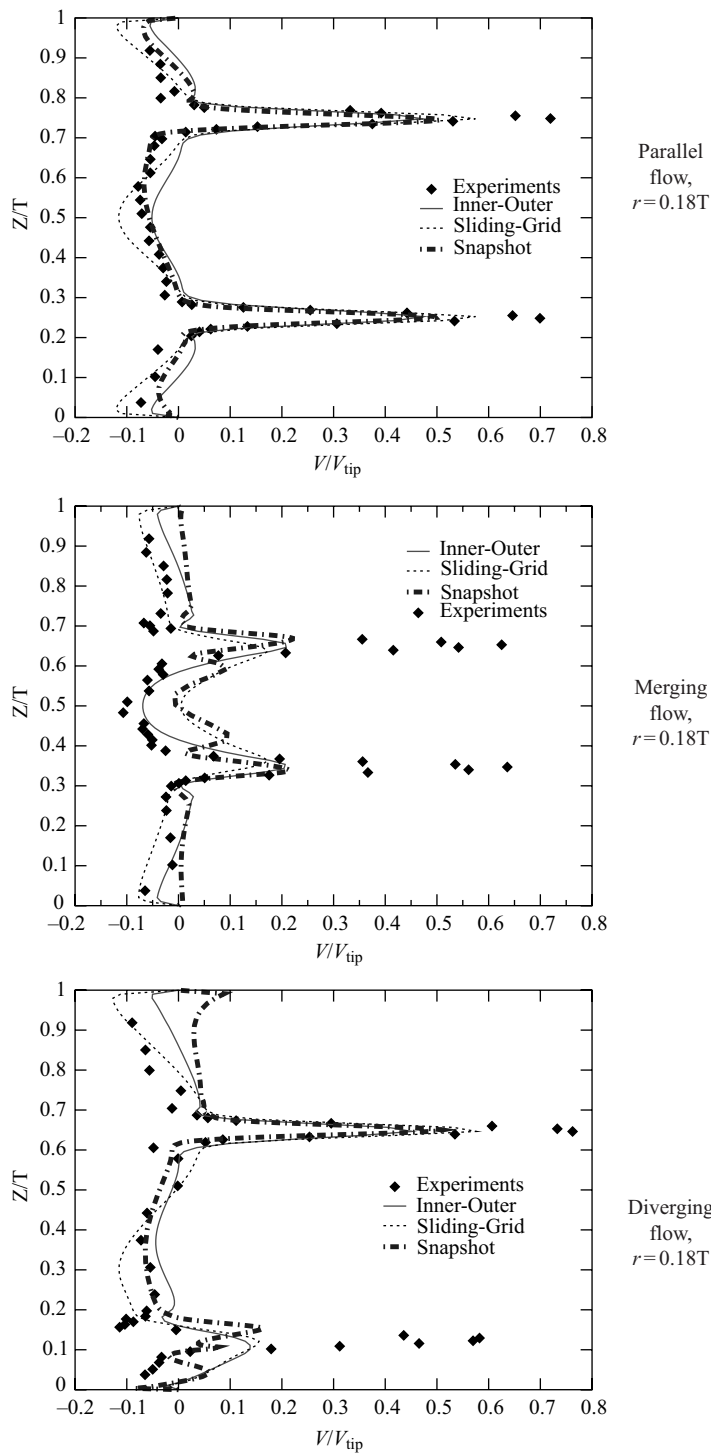 1
0.9
0.8
0.7
0.6
0.5
0.4
0.3
0.2
0.1
0
Z/T
Experiments
Inner-Outer
Sliding-Grid
Snapshot
−0.2 −0.1 0 0.1 0.2 0.3 0.4 0.5 0.6 0.7 0.8
V/Vtip
Parallel
flow,
r = 0.18T
1
0.9
0.8
0.7
0.6
0.5
0.4
0.3
0.2
0.1
0
Z/T
Inner-Outer
Sliding-Grid
Snapshot
Experiments
−0.2 −0.1 0 0.1 0.2 0.3 0.4 0.5 0.6 0.7 0.8
V/Vtip
Merging
flow,
r = 0.18T
1
0.9
0.8
0.7
0.6
0.5
0.4
0.3
0.2
0.1
0
Z/T
Experiments
Inner-Outer
Sliding-Grid
Snapshot
−0.2 −0.1 0 0.1 0.2 0.3 0.4 0.5 0.6 0.7 0.8
V/Vtip
Diverging
flow,
r = 0.18T